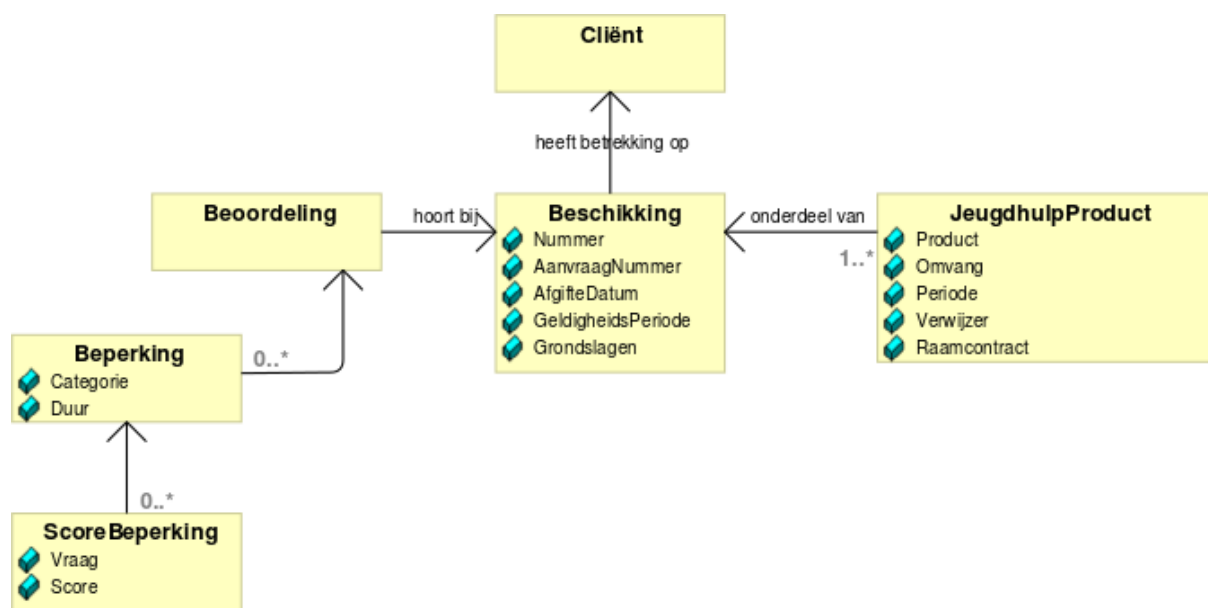 Cliënt
heeft betrekking op
Beoordeling
hoort bij
Beschikking
Nummer
AanvraagNummer
AfgifteDatum
GeldigheidsPeriode
Grondslagen
onderdeel van
1..*
JeugdhulpProduct
Product
Omvang
Periode
Verwijzer
Raamcontract
Beperking
Categorie
Duur
0..*
0..*
ScoreBeperking
Vraag
Score